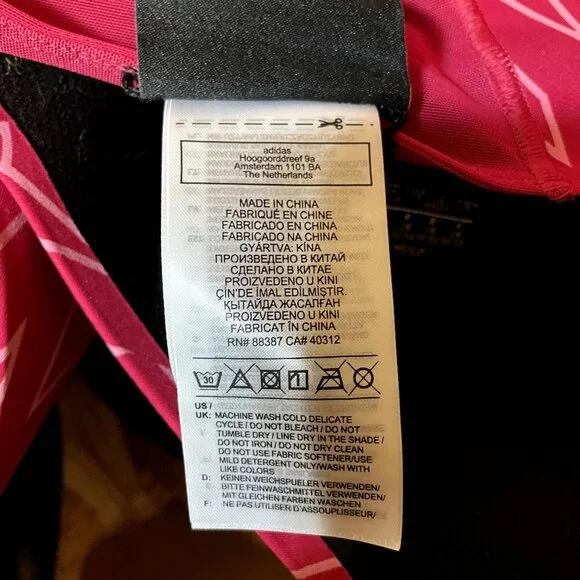 adidas
Hoogoorddreef 9a
Amsterdam 1101 BA
The Netherlands
MADE IN CHINA
FABRIQUÉ EN CHINE
FABRICADO EN CHINA
FABRICADO NA CHINA
GYÁRTVA: KÍNA
ПРОИЗВЕДЕНО В КИТАЙ
СДЕЛАНО В КИТАЕ
PROIZVEDENO U KINI
ÇİN'DE İMAL EDİLMİŞTİR.
ҚЫТАЙДА ЖАСАЛҒАН
PROIZVEDENO U KINI
FABRICAT ÎN CHINA
RN# 88387 CA# 40312
30
US /
UK: MACHINE WASH COLD DELICATE
CYCLE / DO NOT BLEACH / DO NOT
TUMBLE DRY / LINE DRY IN THE SHADE /
DO NOT IRON / DO NOT DRY CLEAN
DO NOT USE FABRIC SOFTENER/USE
MILD DETERGENT ONLY/WASH WITH
LIKE COLORS
D: KEINEN WEICHSPUELER VERWENDEN/
BITTE FEINWASCHMITTEL VERWENDEN/
MIT GLEICHEN FARBEN WASCHEN
F: NE PAS UTILISER D'ASSOUPLISSEUR/